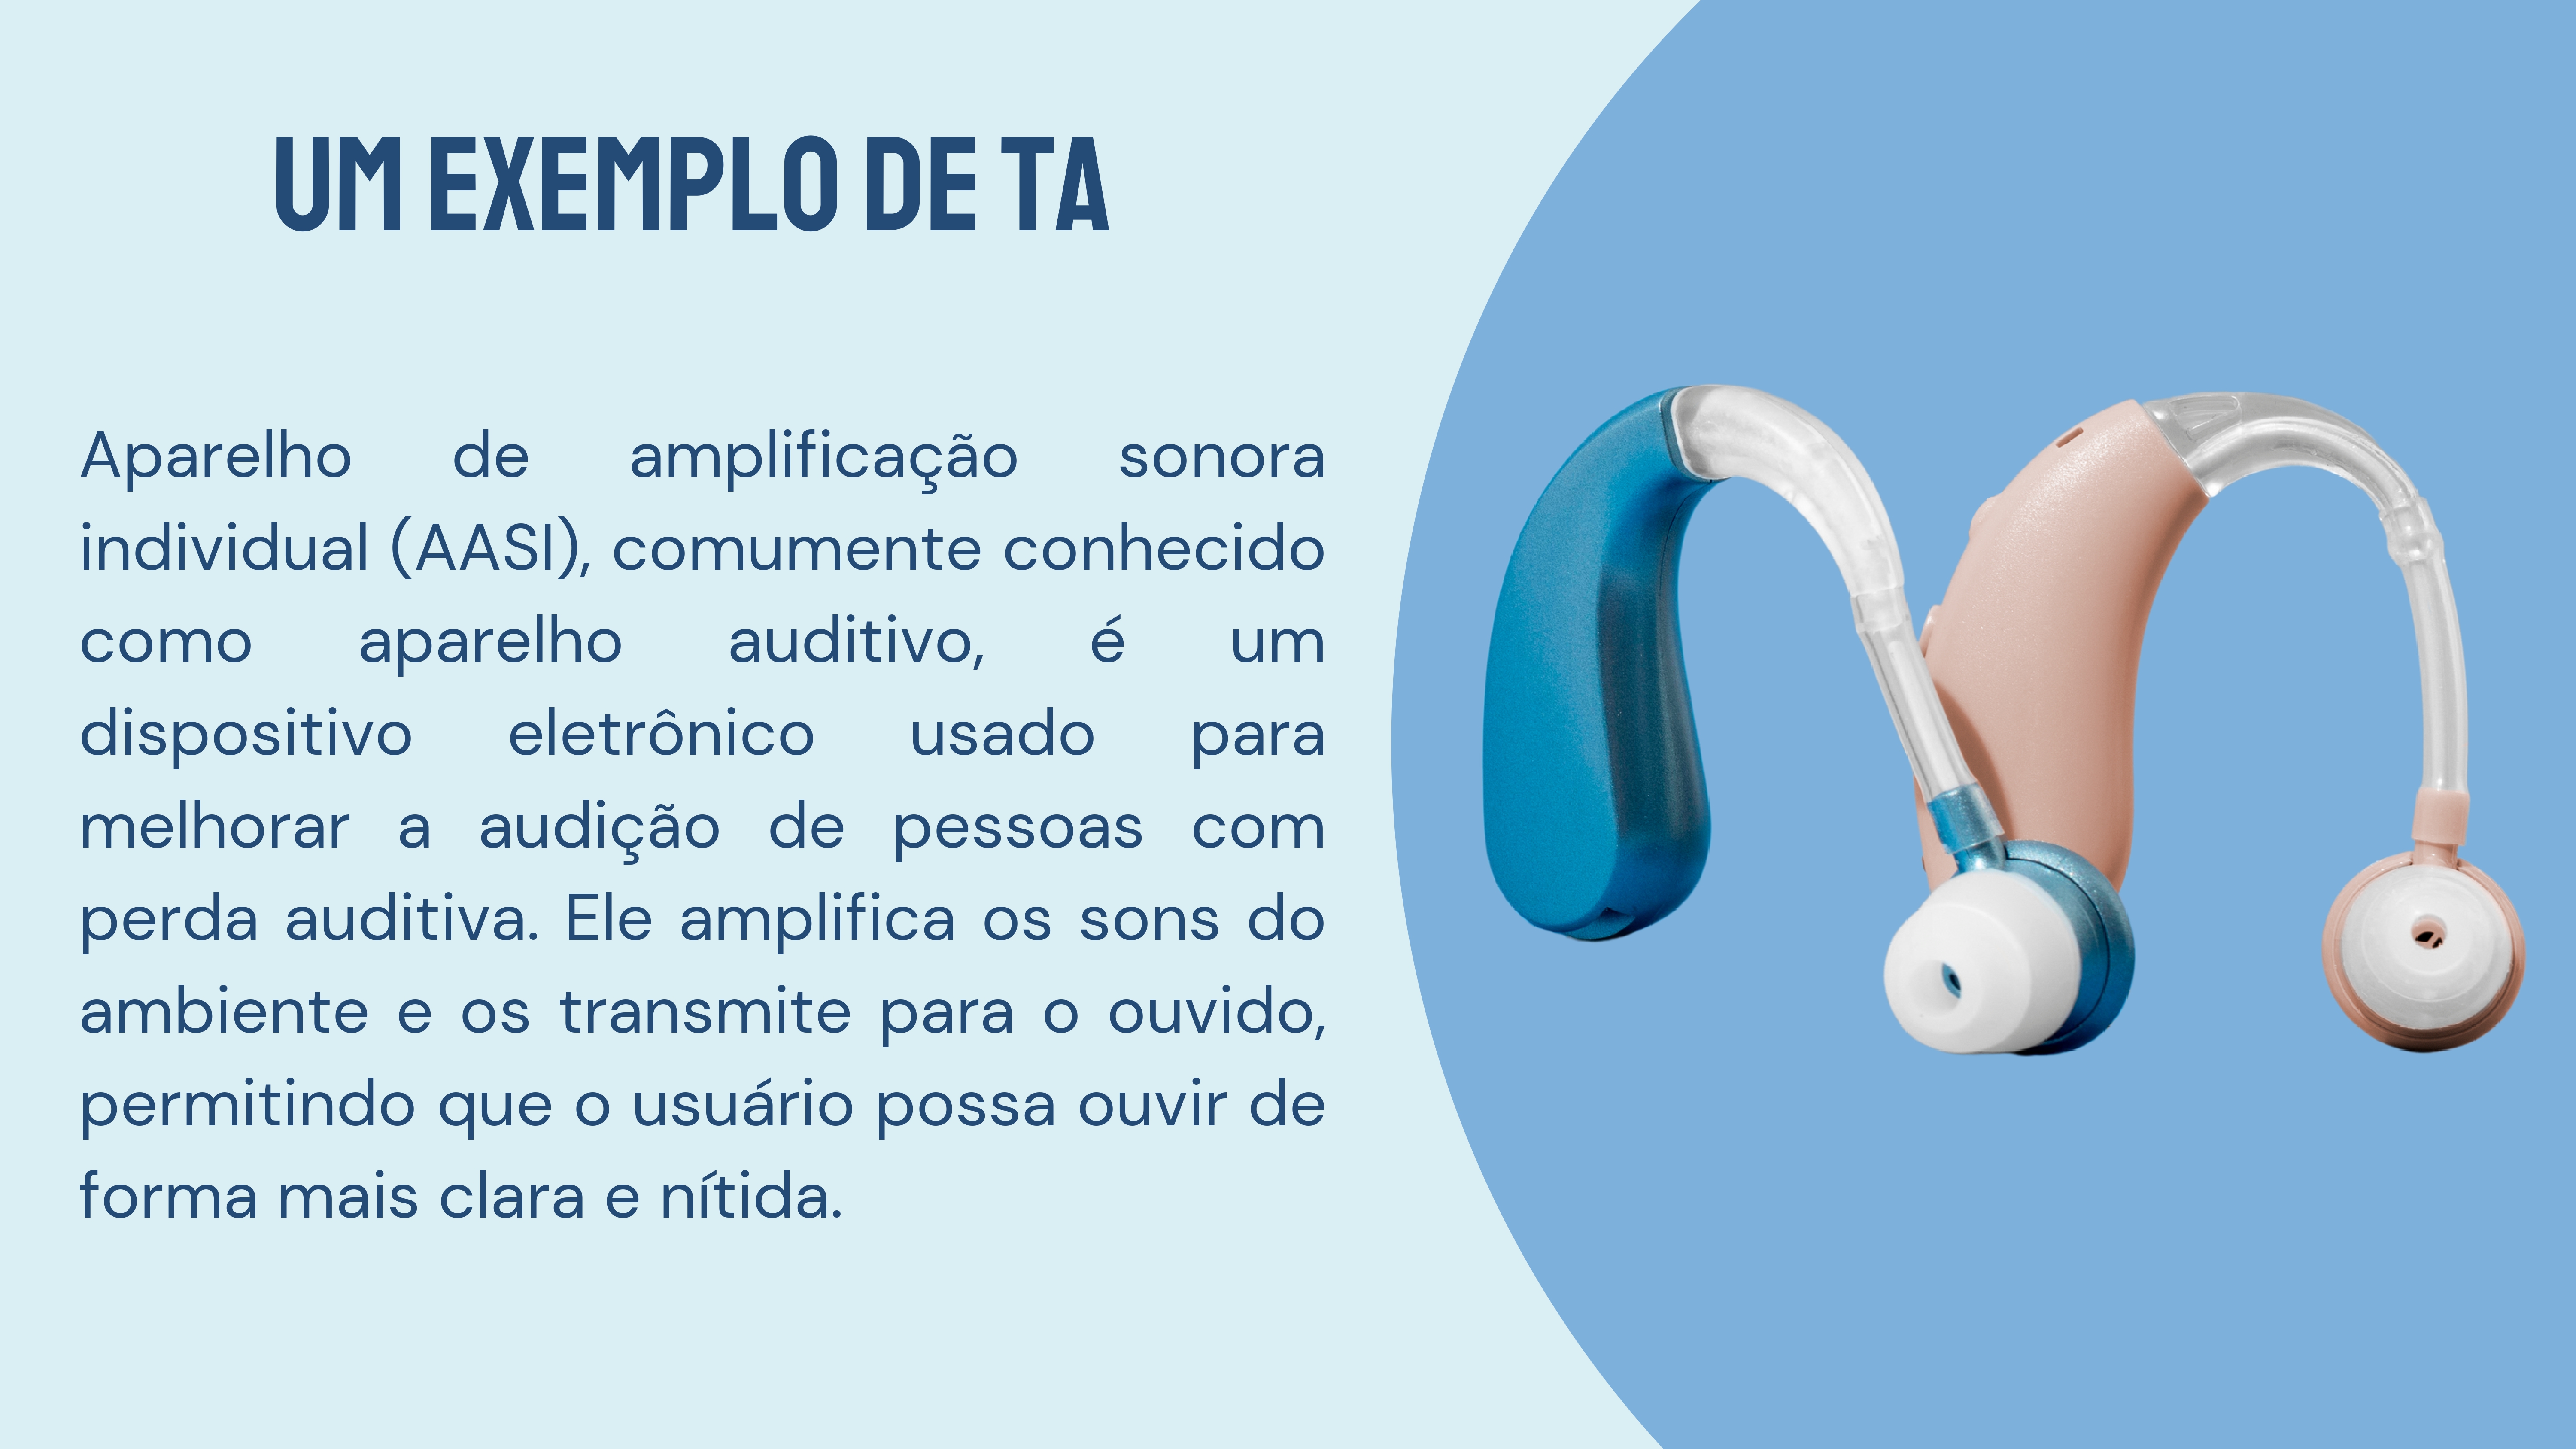 UM EXEMPLO DE TA
Aparelho de amplificação sonora
individual (AASI), comumente conhecido
como aparelho auditivo, é um
dispositivo eletrônico usado para
melhorar a audição de pessoas com
perda auditiva. Ele amplifica os sons do
ambiente e os transmite para o ouvido,
permitindo que o usuário possa ouvir de
forma mais clara e nítida.